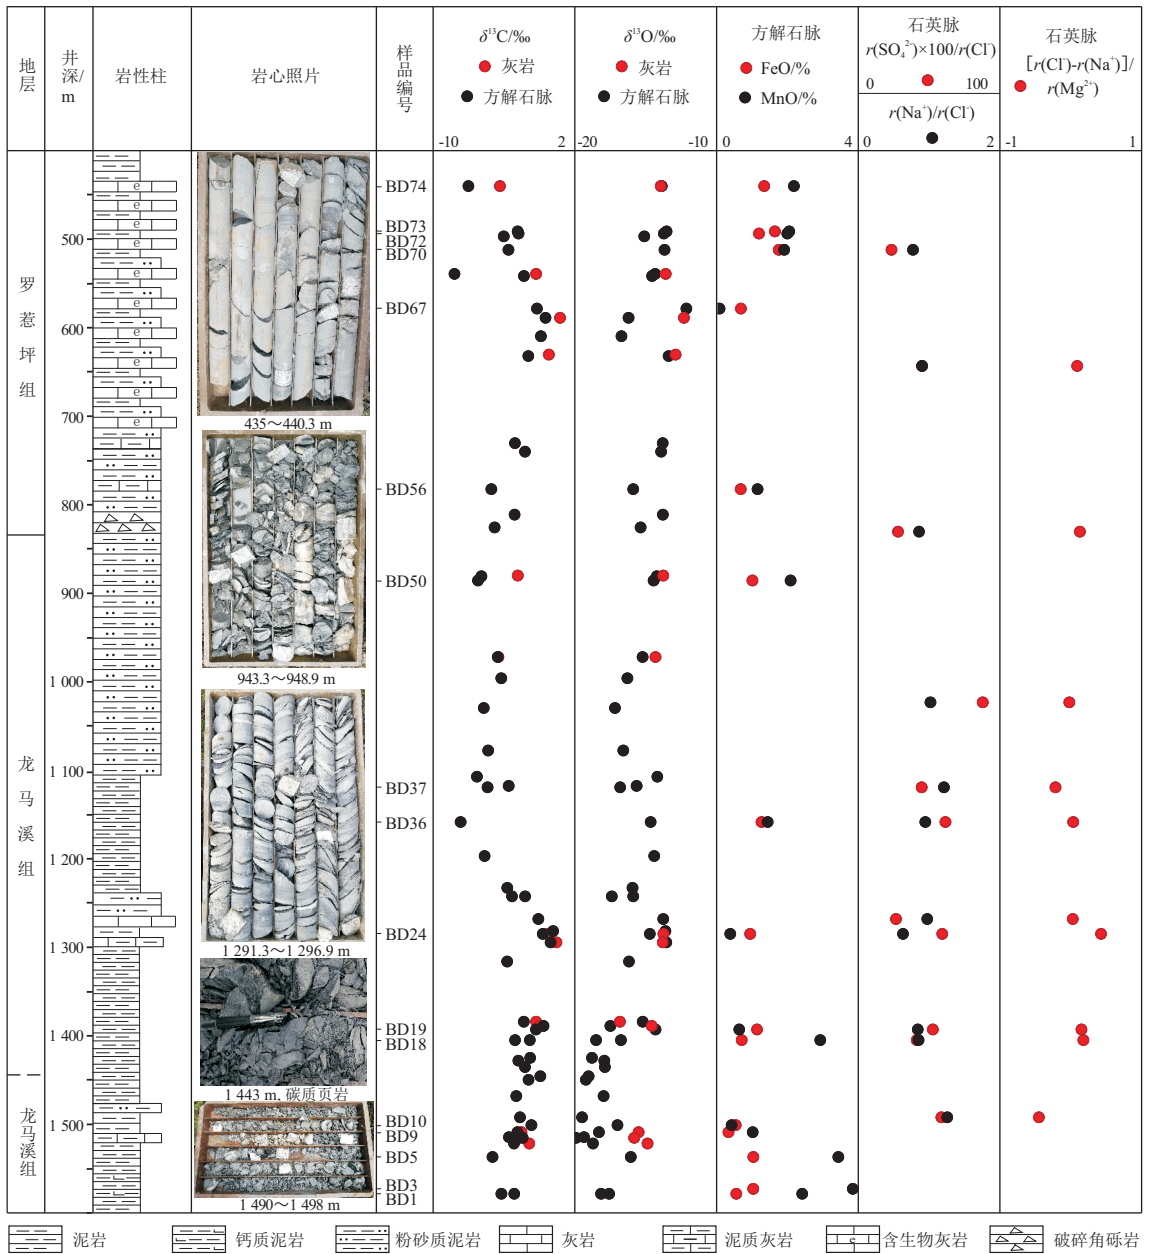 地层
井深/m
岩性柱
岩心照片
样品编号
δ¹³C/‰
灰岩
方解石脉
-10 2
δ¹³O/‰
灰岩
方解石脉
-20 -10
方解石脉
FeO/%
MnO/%
0 4
石英脉
r(SO₄²⁻)×100/r(Cl⁻)
0 100
r(Na⁺)/r(Cl⁻)
0 2
石英脉
[r(Cl⁻)-r(Na⁺)]/
r(Mg²⁺)
-1 1
罗惹坪组
龙马溪组
龙马溪组
500
600
700
800
900
1 000
1 100
1 200
1 300
1 400
1 500
e
e
e
e
e
e
e
e
e
e
435～440.3 m
943.3～948.9 m
1 291.3～1 296.9 m
1 443 m, 碳质页岩
1 490～1 498 m
BD74
BD73
BD72
BD70
BD67
BD56
BD50
BD37
BD36
BD24
BD19
BD18
BD10
BD9
BD5
BD3
BD1
泥岩
钙质泥岩
粉砂质泥岩
灰岩
泥质灰岩
e 含生物灰岩
破碎角砾岩